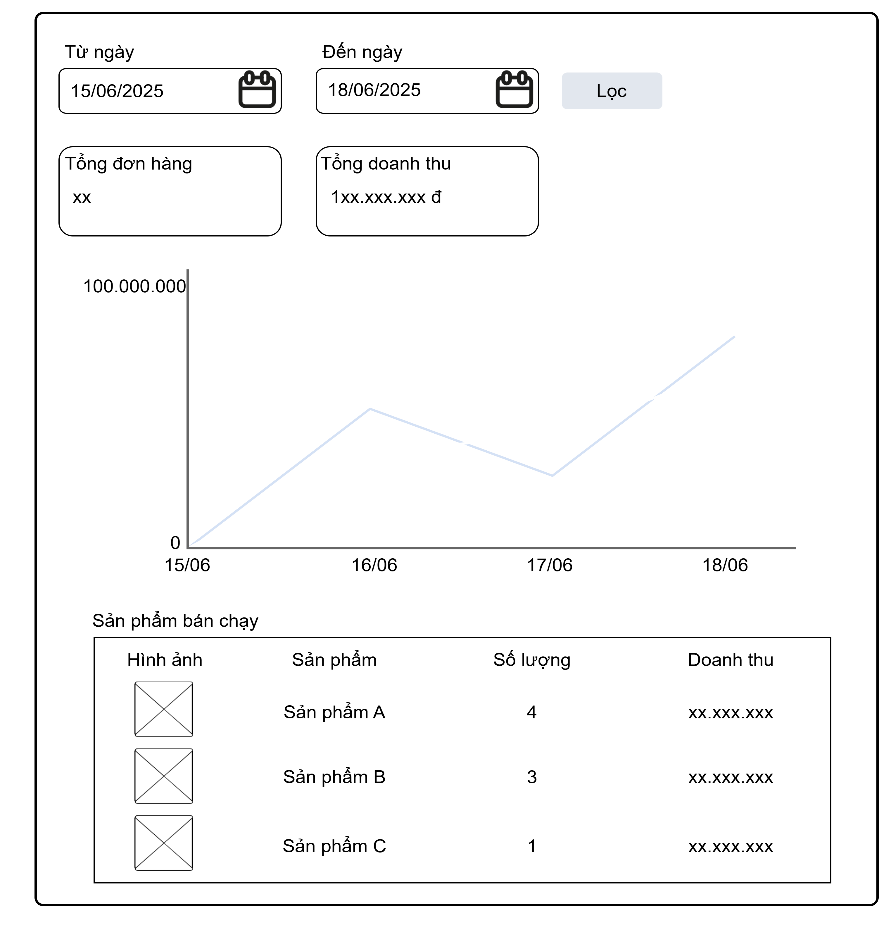 Từ ngày Đến ngày
15/06/2025 18/06/2025 Lọc
Tổng đơn hàng Tổng doanh thu
xx 1xx.xxx.xxx đ
100.000.000
0
15/06 16/06 17/06 18/06
Sản phẩm bán chạy
Hình ảnh Sản phẩm Số lượng Doanh thu
Sản phẩm A 4 xx.xxx.xxx
Sản phẩm B 3 xx.xxx.xxx
Sản phẩm C 1 xx.xxx.xxx